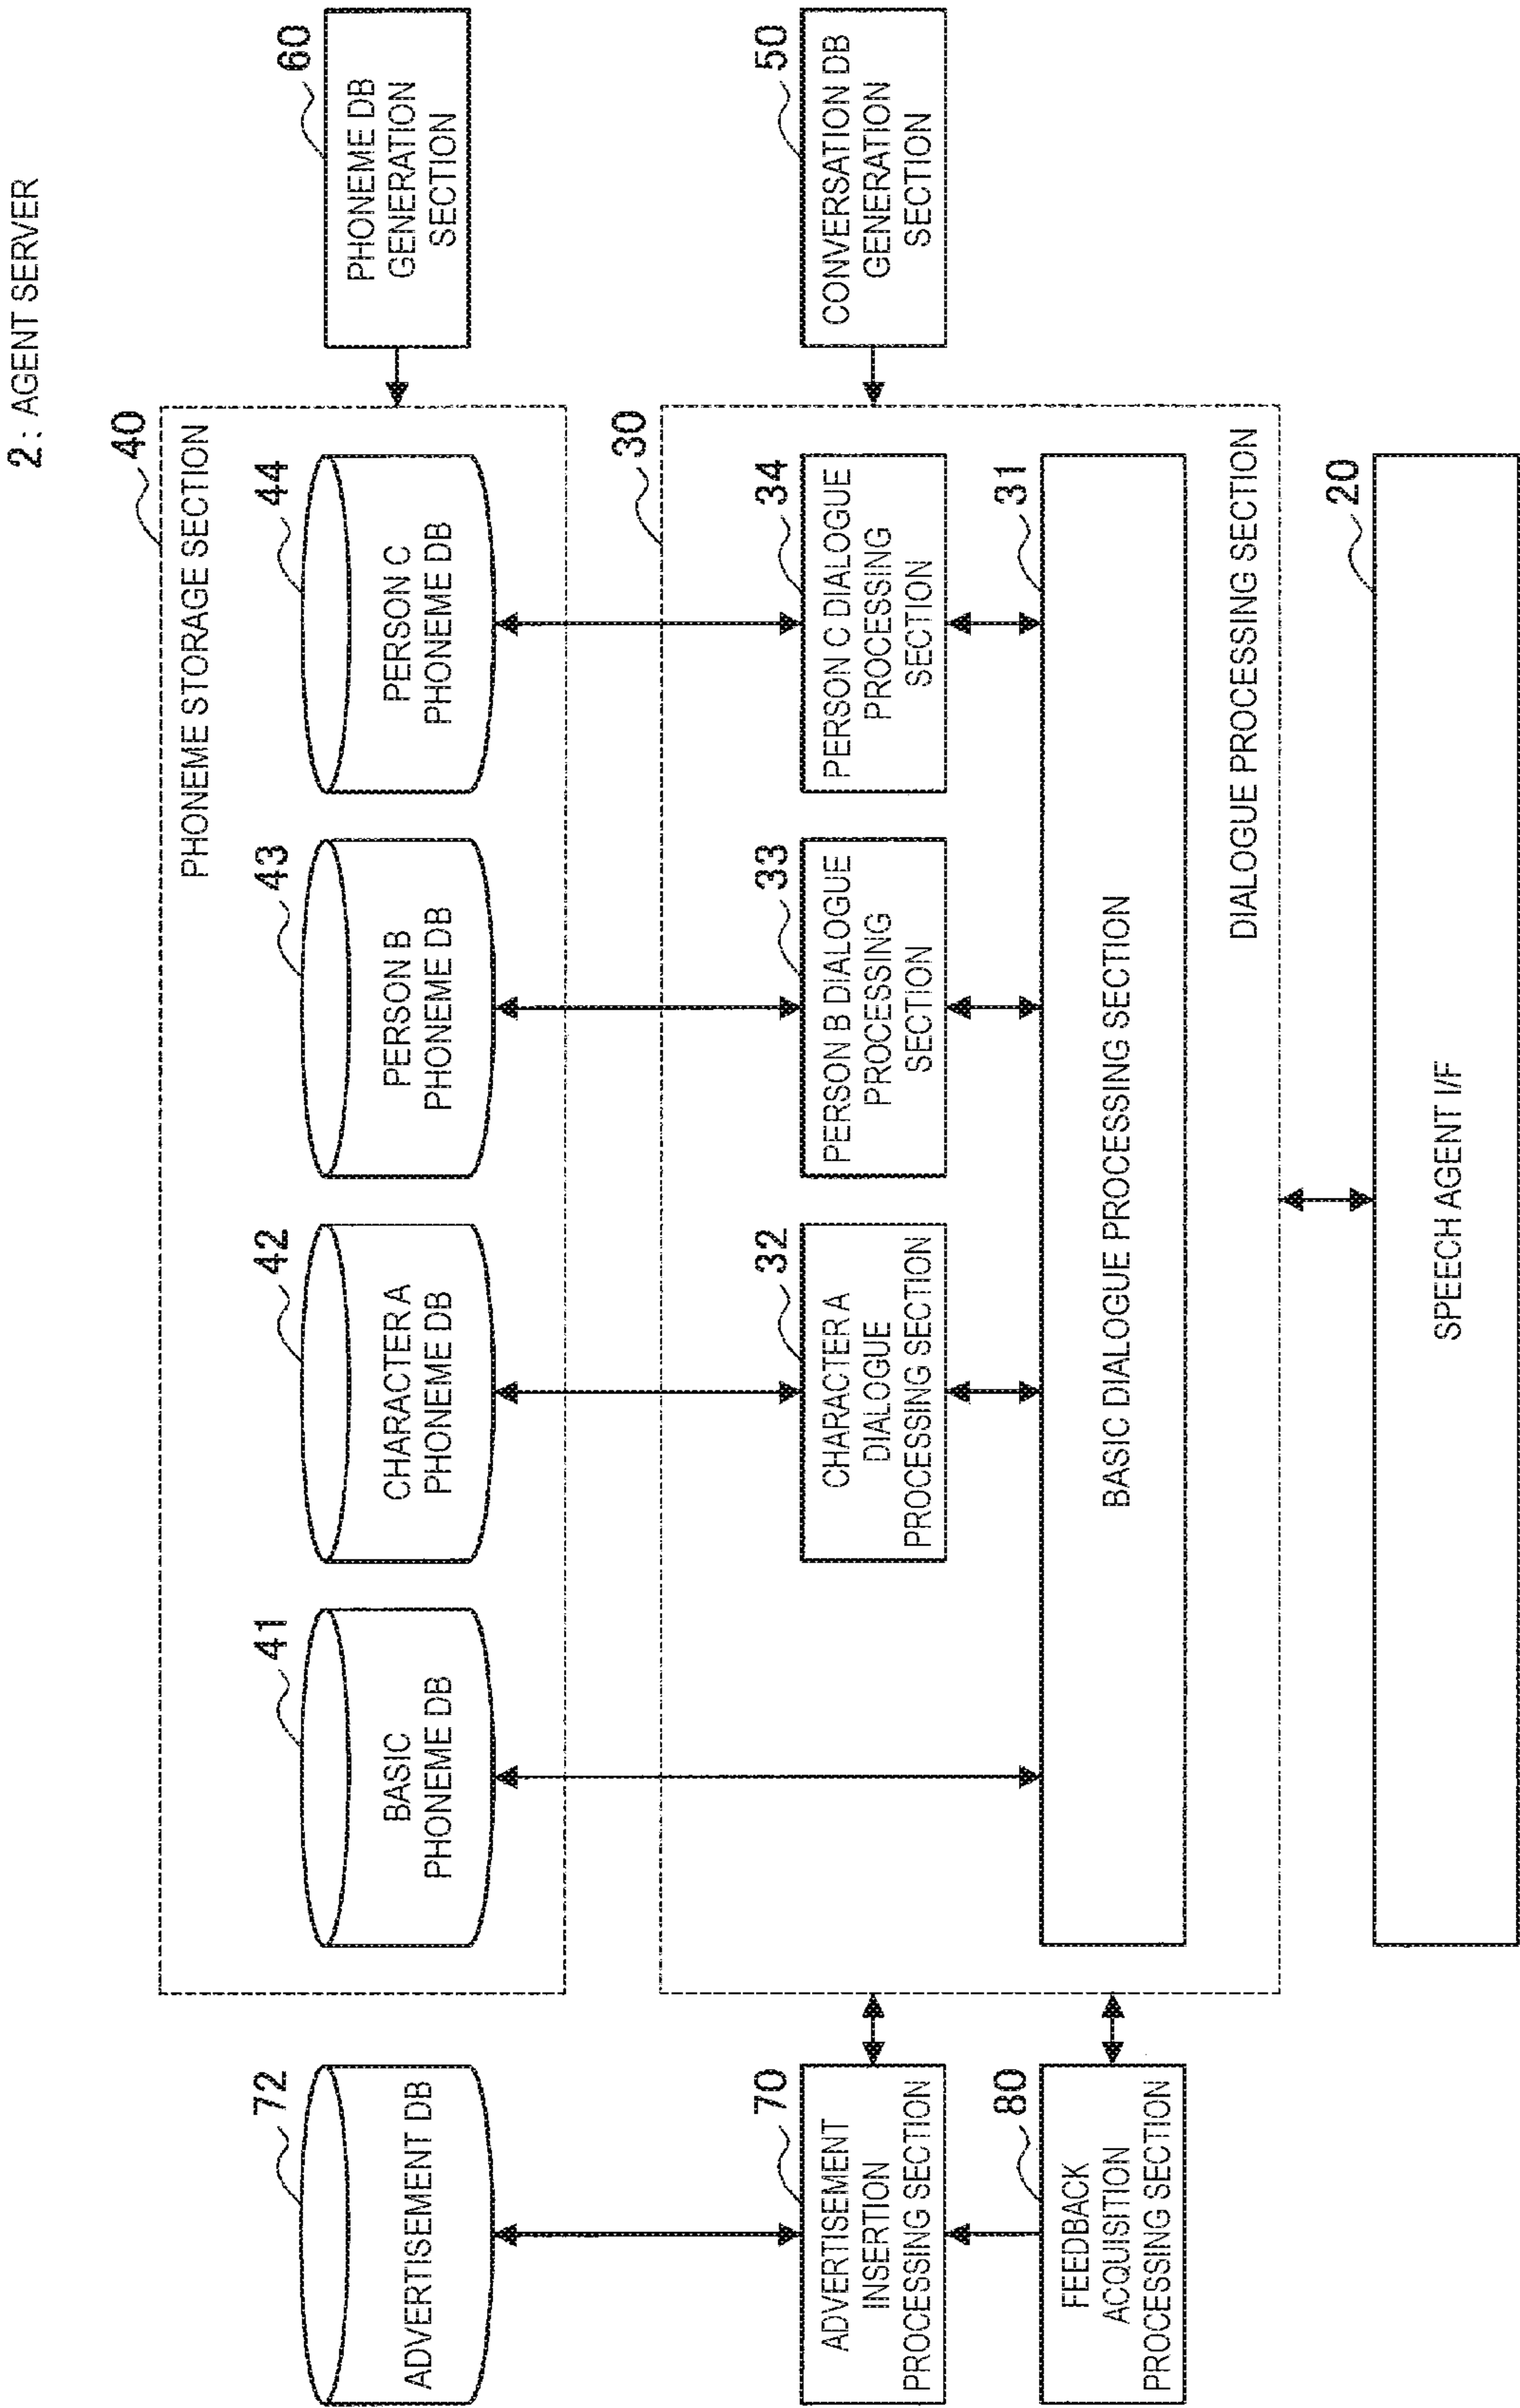 2: AGENT SERVER
72
ADVERTISEMENT DB
40
PHONEME STORAGE SECTION
41
BASIC
PHONEME DB
42
CHARACTER A
PHONEME DB
43
PERSON B
PHONEME DB
44
PERSON C
PHONEME DB
60
PHONEME DB
GENERATION
SECTION
70
ADVERTISEMENT
INSERTION
PROCESSING SECTION
30
32
CHARACTER A
DIALOGUE
PROCESSING SECTION
33
PERSON B DIALOGUE
PROCESSING
SECTION
34
PERSON C DIALOGUE
PROCESSING
SECTION
50
CONVERSATION DB
GENERATION
SECTION
80
FEEDBACK
ACQUISITION
PROCESSING SECTION
31
BASIC DIALOGUE PROCESSING SECTION
DIALOGUE PROCESSING SECTION
20
SPEECH AGENT I/F